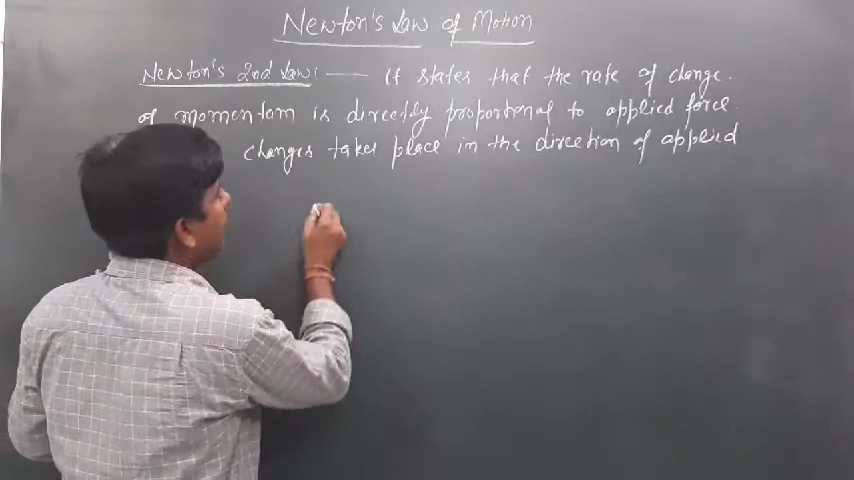 Newton's Law of Motion
Newton's 2nd Law: — It states that the rate of change.
of momentom is directly proportional to applied force.
changes takes place in the direction of applied